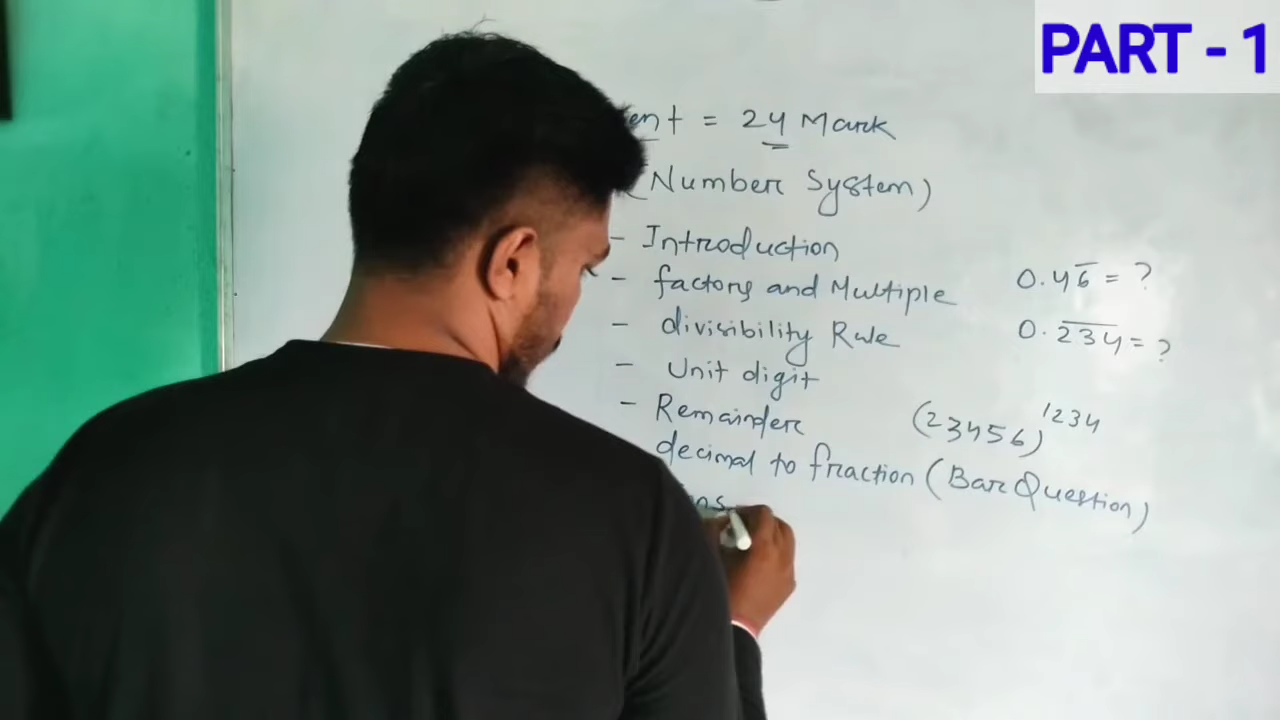 PART - 1
= 24 Mark
(Number System)
- Introduction
- factors and Multiple
0.46̅ = ?
- divisibility Rule
0.2̅3̅4̅ = ?
- Unit digit
- Remainder
(23456)¹²³⁴
decimal to fraction (Bar Question)